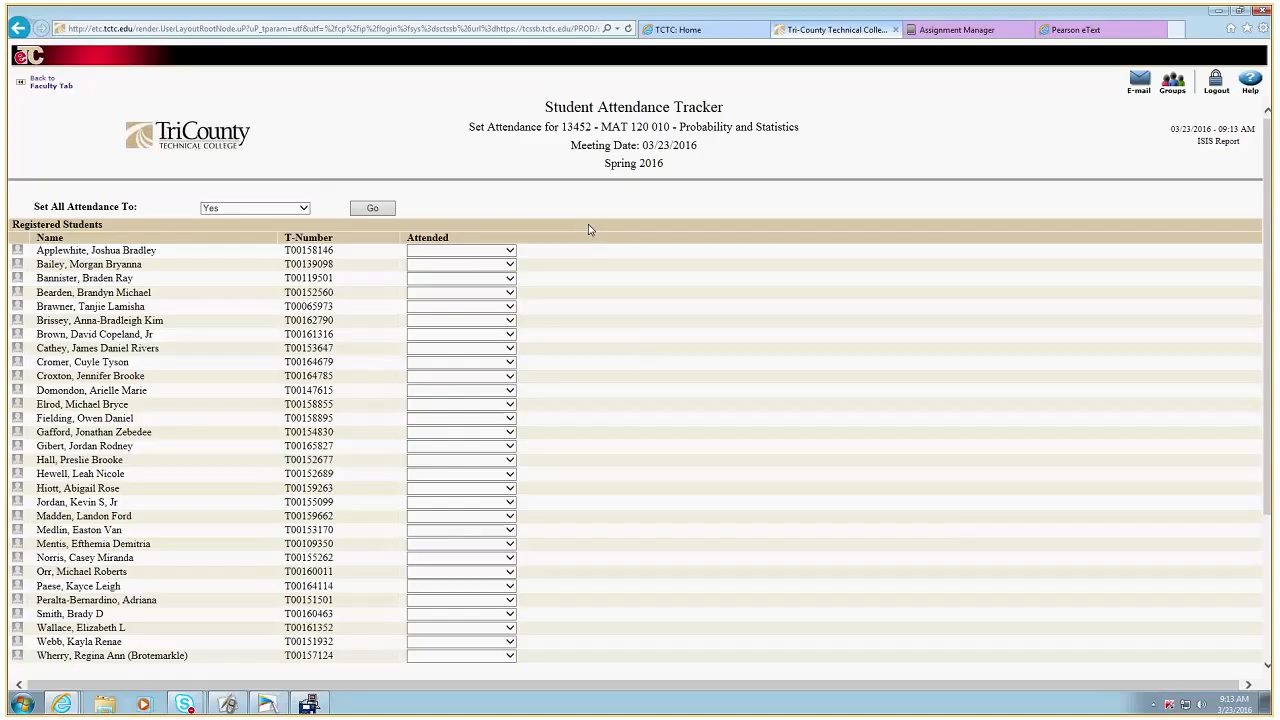 http://etc.tctc.edu/render.UserLayoutRootNode.uP?uP_tparam=utf&utf=%2fcp%2fip%2flogin%3fsys%3dsctssb%26url%3dhttps://tcssb.tctc.edu/PROD/
TCTC: Home
Tri-County Technical Colle...
Assignment Manager
Pearson eText
eTC
Back to
Faculty Tab
E-mail
Groups
Logout
Help
TriCounty
TECHNICAL COLLEGE
Student Attendance Tracker
Set Attendance for 13452 - MAT 120 010 - Probability and Statistics
Meeting Date: 03/23/2016
Spring 2016
03/23/2016 - 09:13 AM
ISIS Report
Set All Attendance To: Yes Go
Registered Students
Name T-Number Attended
Applewhite, Joshua Bradley T00158146
Bailey, Morgan Bryanna T00139098
Bannister, Braden Ray T00119501
Bearden, Brandyn Michael T00152560
Brawner, Tanjie Lamisha T00065973
Brissey, Anna-Bradleigh Kim T00162790
Brown, David Copeland, Jr T00161316
Cathey, James Daniel Rivers T00153647
Cromer, Cuyle Tyson T00164679
Croxton, Jennifer Brooke T00164785
Domondon, Arielle Marie T00147615
Elrod, Michael Bryce T00158855
Fielding, Owen Daniel T00158895
Gafford, Jonathan Zebedee T00154830
Gibert, Jordan Rodney T00165827
Hall, Preslie Brooke T00152677
Hewell, Leah Nicole T00152689
Hiott, Abigail Rose T00159263
Jordan, Kevin S, Jr T00155099
Madden, Landon Ford T00159662
Medlin, Easton Van T00153170
Mentis, Efthemia Demitria T00109350
Norris, Casey Miranda T00155262
Orr, Michael Roberts T00160011
Paese, Kayce Leigh T00164114
Peralta-Bernardino, Adriana T00151501
Smith, Brady D T00160463
Wallace, Elizabeth L T00161352
Webb, Kayla Renae T00151932
Wherry, Regina Ann (Brotemarkle) T00157124
9:13 AM
3/23/2016